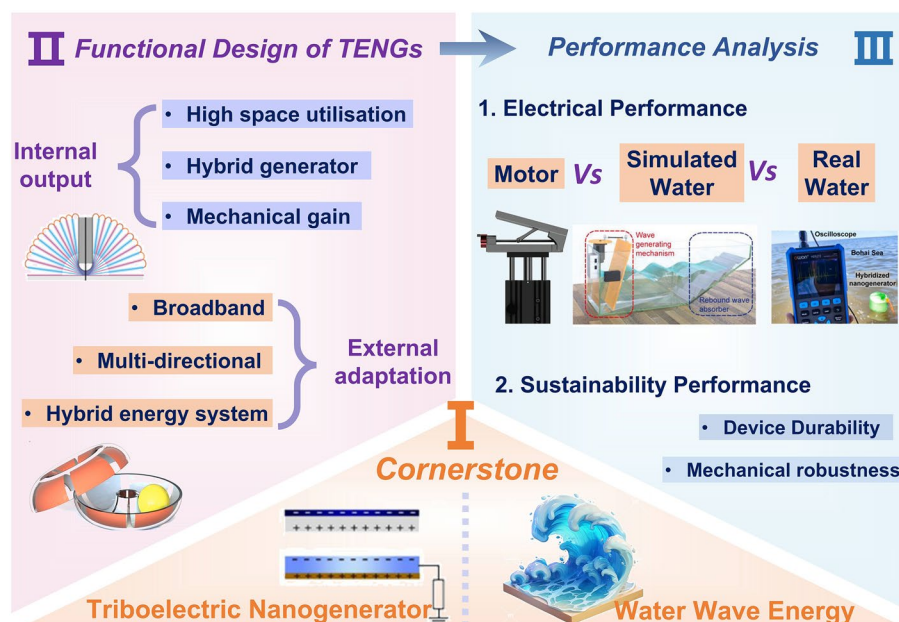 II Functional Design of TENGs
Internal
output
• High space utilisation
• Hybrid generator
• Mechanical gain
• Broadband
• Multi-directional
• Hybrid energy system
External
adaptation
Performance Analysis III
1. Electrical Performance
Motor Vs Simulated
Water Vs Real
Water
Wave
generating
mechanism
Rebound wave
absorber
Oscilloscope
Bohai Sea
Hybridized
nanogenerator
2. Sustainability Performance
• Device Durability
• Mechanical robustness
I
Cornerstone
Triboelectric Nanogenerator
Water Wave Energy